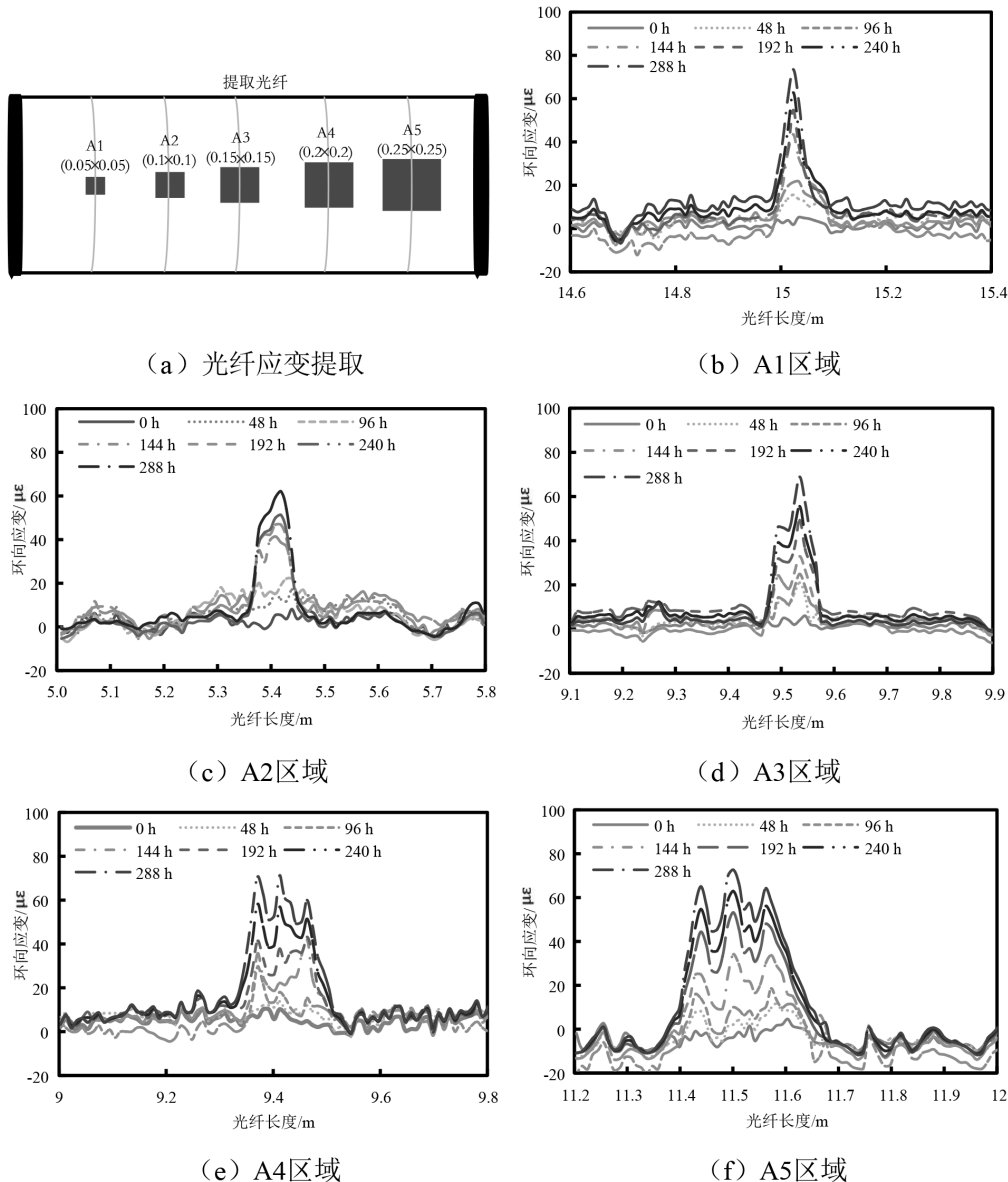 提取光纤
A1
(0.05×0.05)
A2
(0.1×0.1)
A3
(0.15×0.15)
A4
(0.2×0.2)
A5
(0.25×0.25)
(a)光纤应变提取
100
80
60
40
20
0
-20
环向应变/με
0 h 48 h 96 h
144 h 192 h 240 h
288 h
14.6 14.8 15 15.2 15.4
光纤长度/m
(b)A1区域
100
80
60
40
20
0
-20
环向应变/με
0 h 48 h 96 h
144 h 192 h 240 h
288 h
5.0 5.1 5.2 5.3 5.4 5.5 5.6 5.7 5.8
光纤长度/m
(c)A2区域
100
80
60
40
20
0
-20
环向应变/με
0 h 48 h 96 h
144 h 192 h 240 h
288 h
9.1 9.2 9.3 9.4 9.5 9.6 9.7 9.8 9.9
光纤长度/m
(d)A3区域
100
80
60
40
20
0
-20
环向应变/με
0 h 48 h 96 h
144 h 192 h 240 h
288 h
9 9.2 9.4 9.6 9.8
光纤长度/m
(e)A4区域
100
80
60
40
20
0
-20
环向应变/με
0 h 48 h 96 h
144 h 192 h 240 h
288 h
11.2 11.3 11.4 11.5 11.6 11.7 11.8 11.9 12
光纤长度/m
(f)A5区域